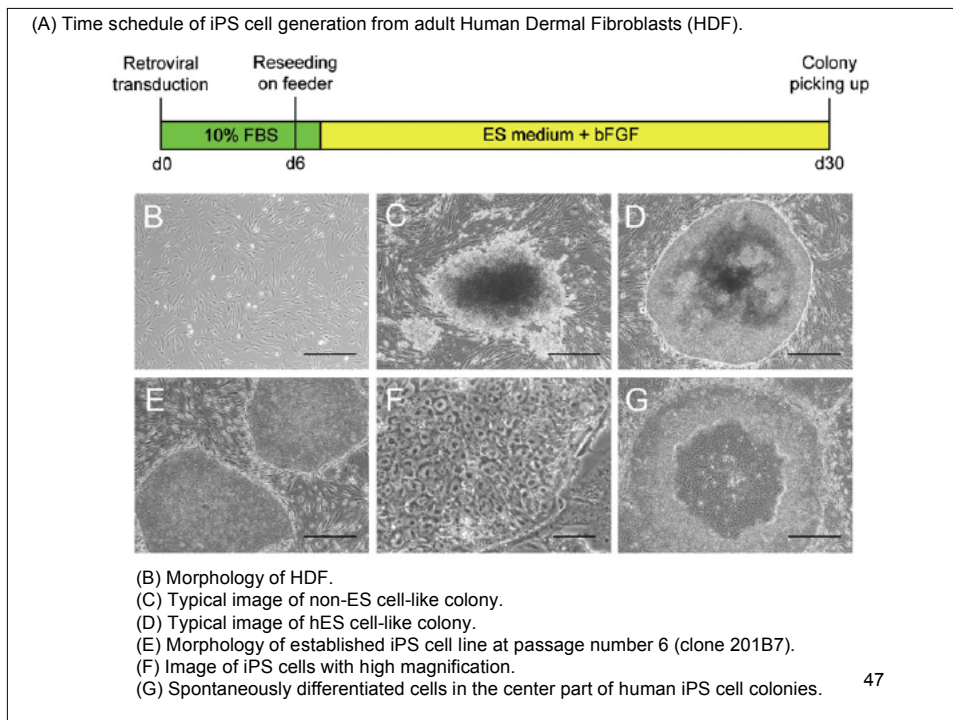 (A) Time schedule of iPS cell generation from adult Human Dermal Fibroblasts (HDF).
Retroviral transduction
Reseeding on feeder
Colony picking up
10% FBS
ES medium + bFGF
d0
d6
d30
B
C
D
E
F
G
(B) Morphology of HDF.
(C) Typical image of non-ES cell-like colony.
(D) Typical image of hES cell-like colony.
(E) Morphology of established iPS cell line at passage number 6 (clone 201B7).
(F) Image of iPS cells with high magnification.
(G) Spontaneously differentiated cells in the center part of human iPS cell colonies.
47